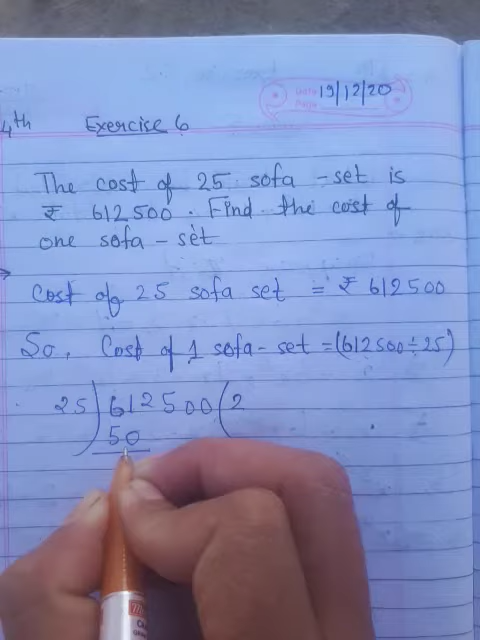 Date 19/12/20
Page
4th Exercise 6
The cost of 25 sofa-set is
₹ 612500. Find the cost of
one sofa-set
Cost of 25 sofa set = ₹ 612500
So, Cost of 1 sofa-set = (612500÷25)
25)612500(2
50